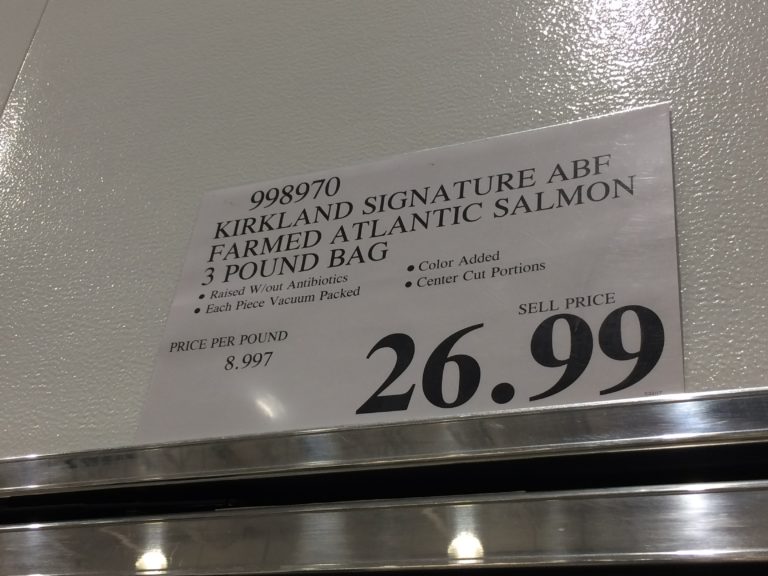 998970
KIRKLAND SIGNATURE ABF
FARMED ATLANTIC SALMON
3 POUND BAG
• Raised W/out Antibiotics
• Each Piece Vacuum Packed
• Color Added
• Center Cut Portions
PRICE PER POUND
8.997
SELL PRICE
26.99